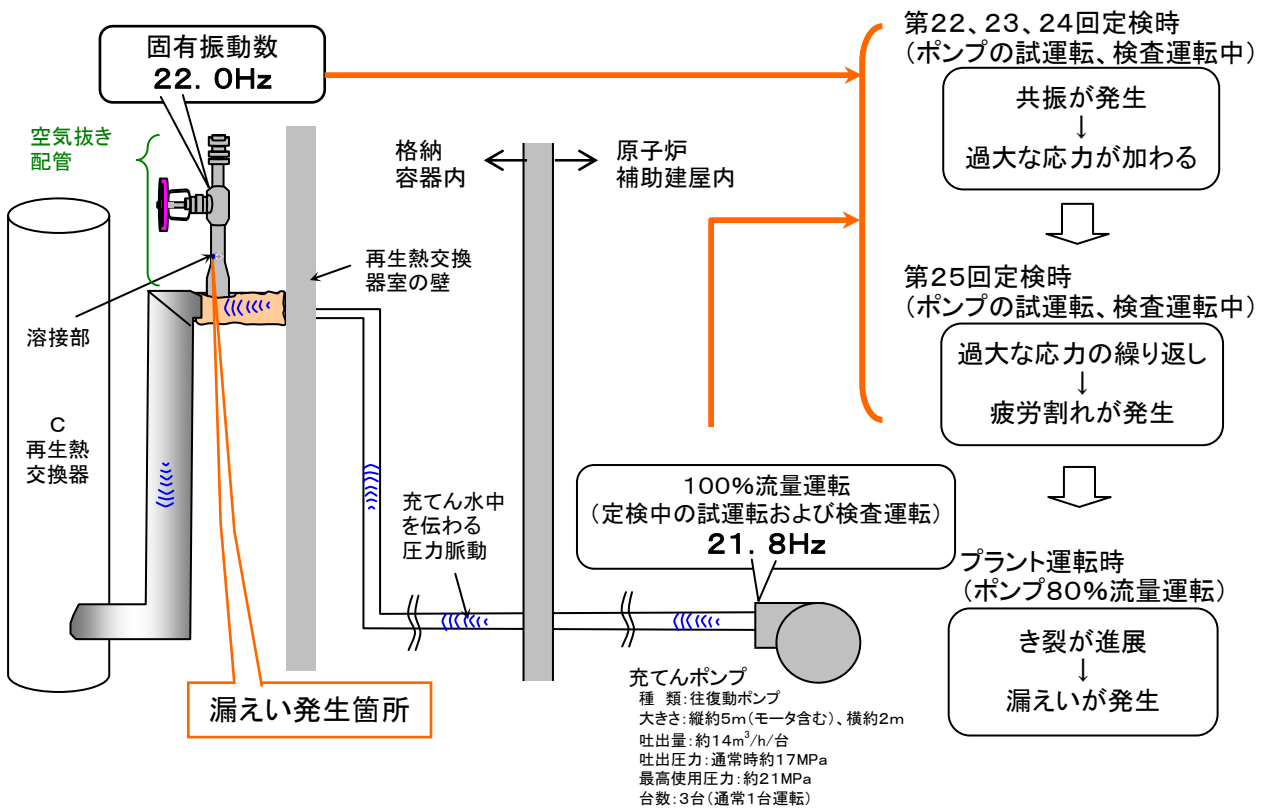 固有振動数
22.0Hz
空気抜き
配管
格納
容器内
原子炉
補助建屋内
再生熱交換
器室の壁
溶接部
C
再生熱
交換器
充てん水中
を伝わる
圧力脈動
漏えい発生箇所
100%流量運転
(定検中の試運転および検査運転)
21.8Hz
充てんポンプ
種 類:往復動ポンプ
大きさ:縦約5m(モータ含む)、横約2m
吐出量:約14m³/h/台
吐出圧力:通常時約17MPa
最高使用圧力:約21MPa
台数:3台(通常1台運転)
第22、23、24回定検時
(ポンプの試運転、検査運転中)
共振が発生
↓
過大な応力が加わる
第25回定検時
(ポンプの試運転、検査運転中)
過大な応力の繰り返し
↓
疲労割れが発生
プラント運転時
(ポンプ80%流量運転)
き裂が進展
↓
漏えいが発生